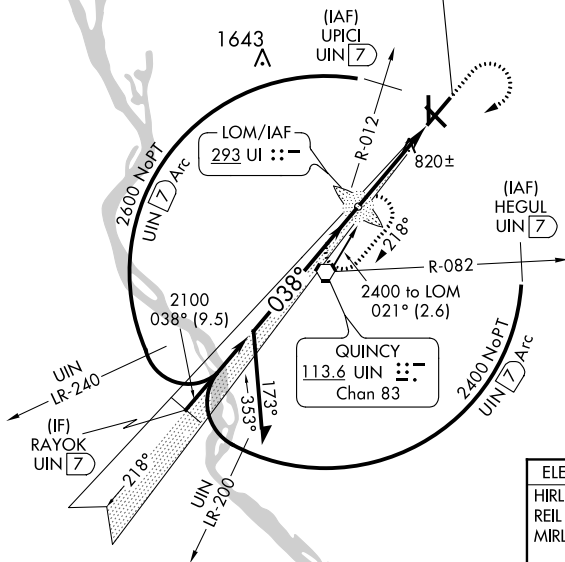 (IAF)
UPICI
UIN 7
1643
LOM/IAF
293 UI
R-012
820±
2600 NoPT
UIN 7 Arc
(IAF)
HEGUL
UIN 7
218°
R-082
038°
2400 to LOM
021° (2.6)
2100
038° (9.5)
QUINCY
113.6 UIN
Chan 83
2400 NoPT
UIN 7 Arc
UIN
LR-240
(IF)
RAYOK
UIN 7
173°
353°
218°
UIN
LR-200
ELE
HIRL
REIL
MIRL